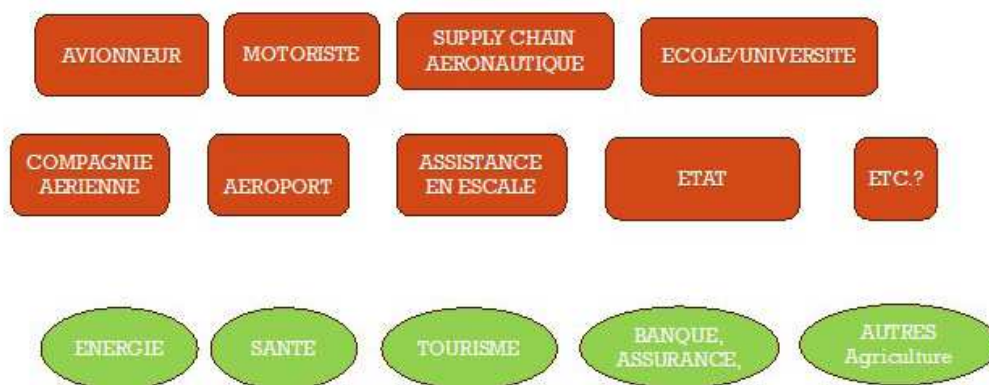 AVIONNEUR
MOTORISTE
SUPPLY CHAIN
AERONAUTIQUE
ECOLE/UNIVERSITE
COMPAGNIE
AERIENNE
AEROPORT
ASSISTANCE
EN ESCALE
ETAT
ETC.?
ENERGIE
SANTE
TOURISME
BANQUE,
ASSURANCE,
AUTRES
Agriculture